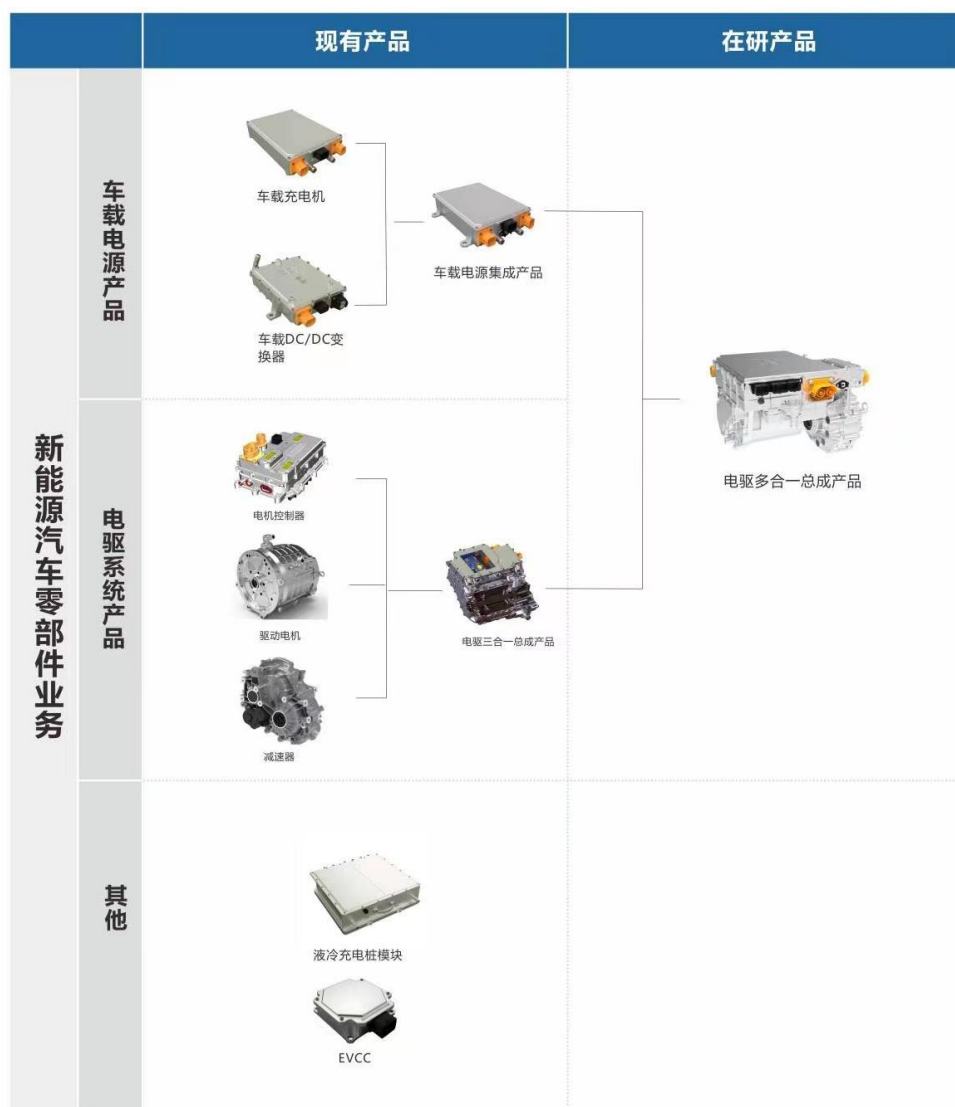 现有产品
在研产品
新能源汽车零部件业务
车载电源产品
车载充电机
车载电源集成产品
车载DC/DC变
换器
电驱多合一总成产品
电驱系统产品
电机控制器
驱动电机
电驱三合一总成产品
减速器
其他
液冷充电桩模块
EVCC